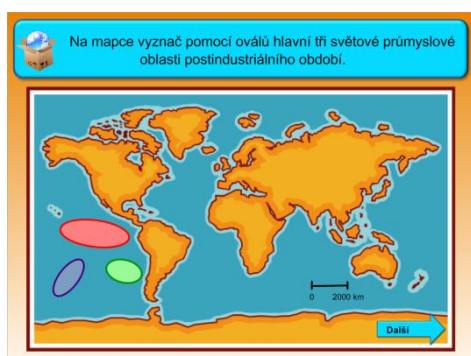 Na mapce vyznač pomocí oválů hlavní tři světové průmyslové
oblasti postindustriálního období.
0 2000 km
Další